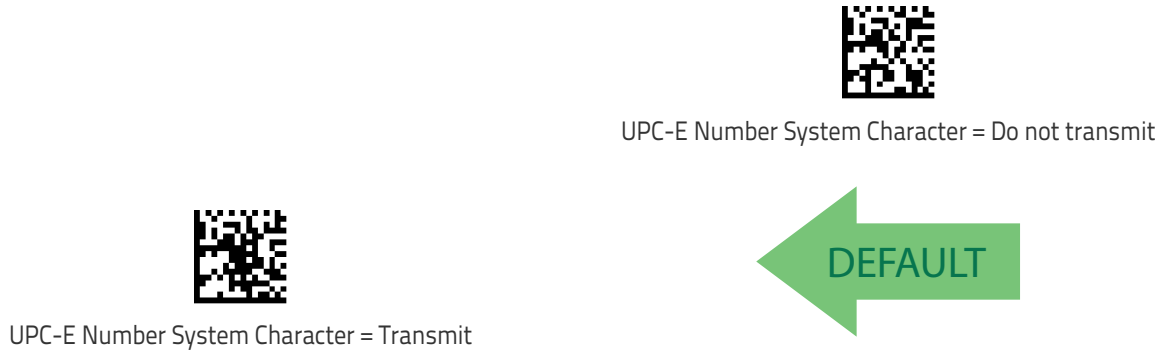 UPC-E Number System Character = Do not transmit
DEFAULT
UPC-E Number System Character = Transmit